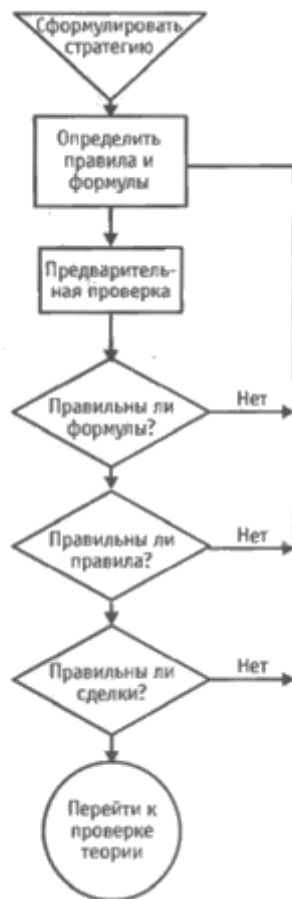 Сформулировать
стратегию
Определить
правила и
формулы
Предваритель-
ная проверка
Правильны ли
формулы?
Нет
Правильны ли
правила?
Нет
Правильны ли
сделки?
Нет
Перейти к
проверке
теории